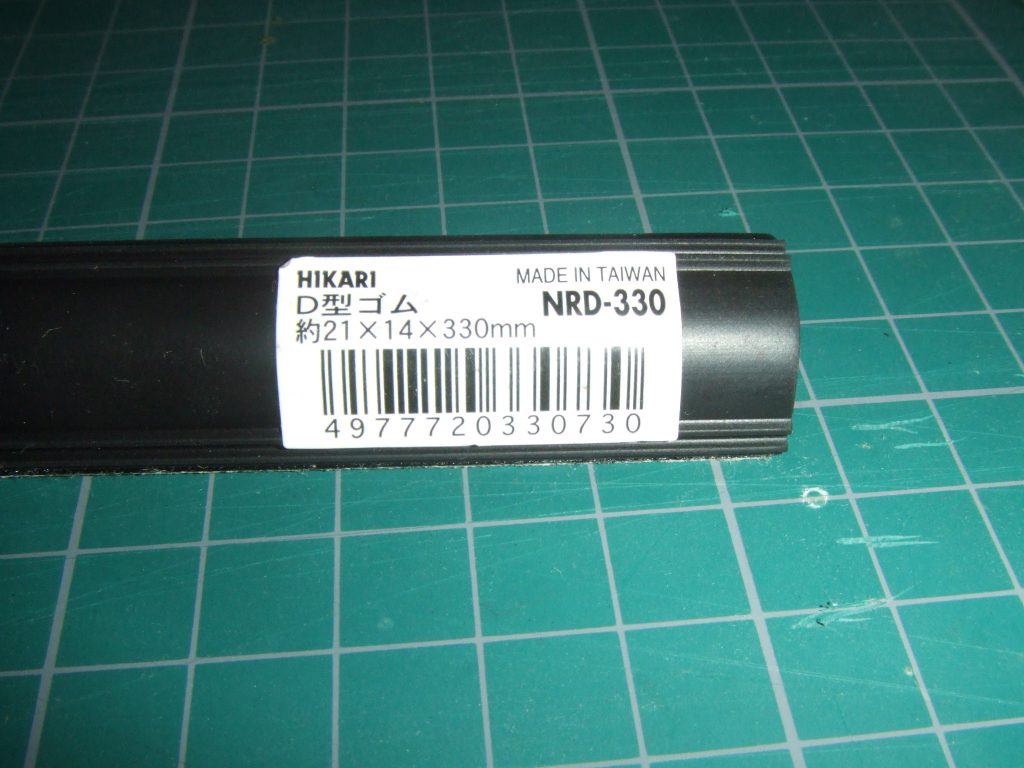 HIKARI MADE IN TAIWAN
D型ゴム NRD-330
約21×14×330mm
4977720330730